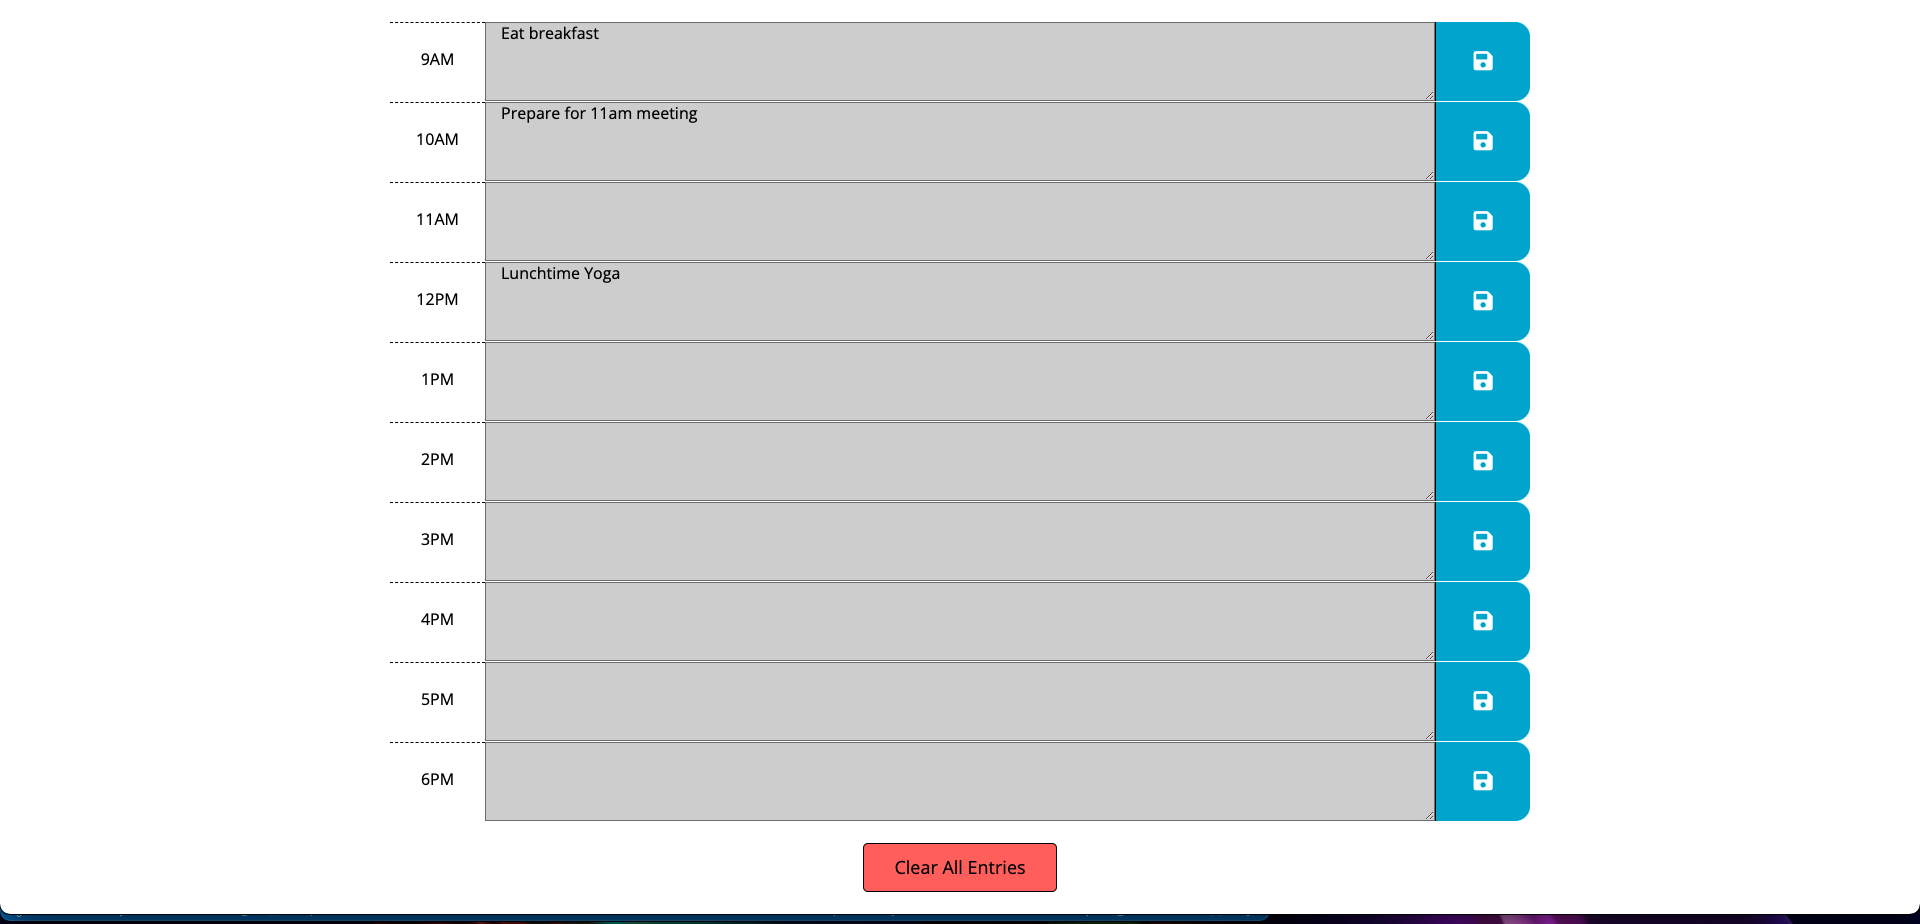 9AM
Eat breakfast
10AM
Prepare for 11am meeting
11AM
12PM
Lunchtime Yoga
1PM
2PM
3PM
4PM
5PM
6PM
Clear All Entries